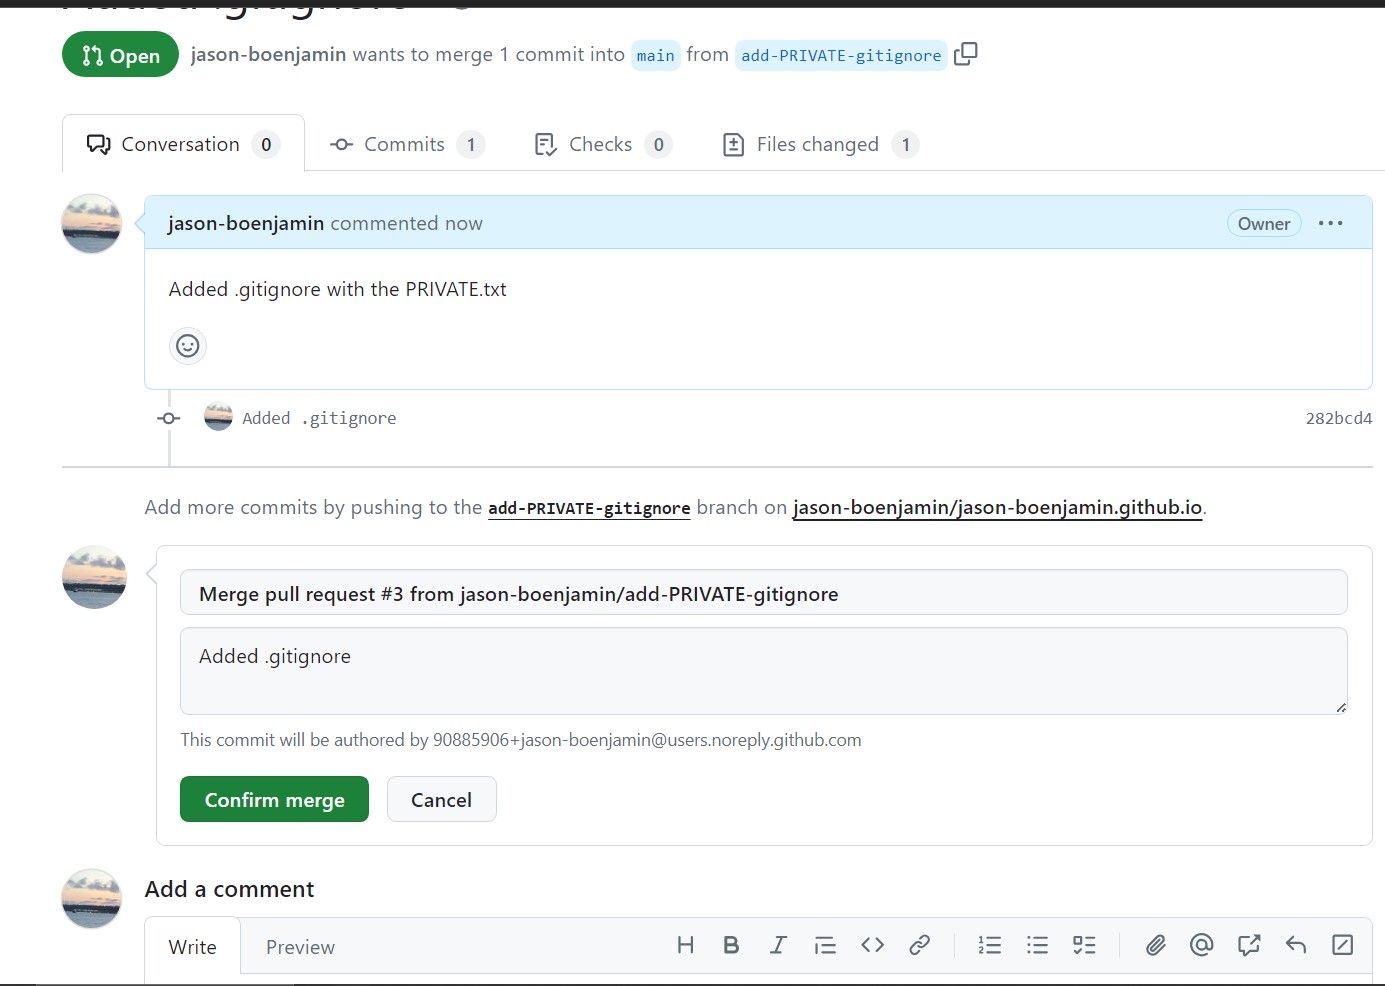 Added .gitignore
Open jason-boenjamin wants to merge 1 commit into main from add-PRIVATE-gitignore
Conversation 0 Commits 1 Checks 0 Files changed 1
jason-boenjamin commented now Owner
Added .gitignore with the PRIVATE.txt
Added .gitignore 282bcd4
Add more commits by pushing to the add-PRIVATE-gitignore branch on jason-boenjamin/jason-boenjamin.github.io.
Merge pull request #3 from jason-boenjamin/add-PRIVATE-gitignore
Added .gitignore
This commit will be authored by 90885906+jason-boenjamin@users.noreply.github.com
Confirm merge Cancel
Add a comment
Write Preview